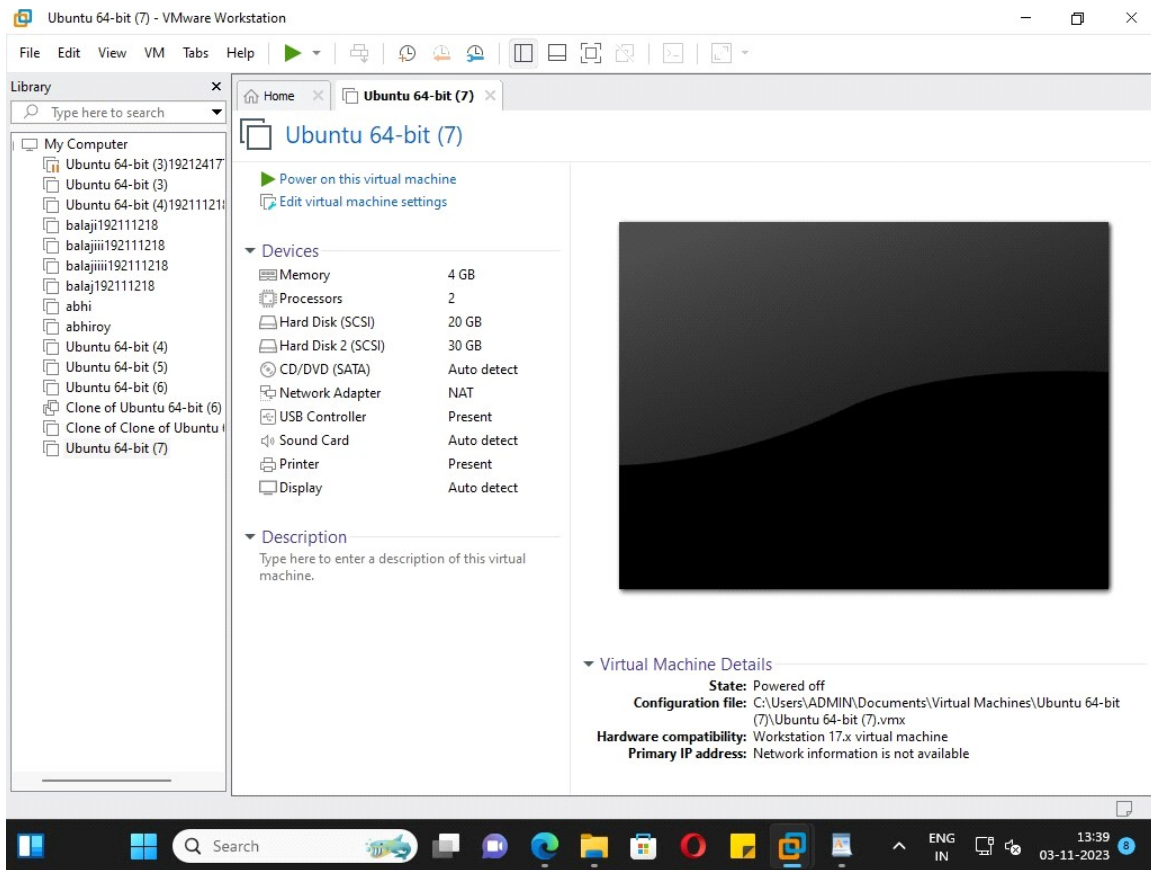 Ubuntu 64-bit (7) - VMware Workstation
File Edit View VM Tabs Help
Library
Type here to search
My Computer
Ubuntu 64-bit (3)19212417
Ubuntu 64-bit (3)
Ubuntu 64-bit (4)19211121
balaji192111218
balajiii192111218
balajiiii192111218
balaj192111218
abhi
abhiroy
Ubuntu 64-bit (4)
Ubuntu 64-bit (5)
Ubuntu 64-bit (6)
Clone of Ubuntu 64-bit (6)
Clone of Clone of Ubuntu
Ubuntu 64-bit (7)
Home
Ubuntu 64-bit (7)
Ubuntu 64-bit (7)
Power on this virtual machine
Edit virtual machine settings
Devices
Memory 4 GB
Processors 2
Hard Disk (SCSI) 20 GB
Hard Disk 2 (SCSI) 30 GB
CD/DVD (SATA) Auto detect
Network Adapter NAT
USB Controller Present
Sound Card Auto detect
Printer Present
Display Auto detect
Description
Type here to enter a description of this virtual
machine.
Virtual Machine Details
State: Powered off
Configuration file: C:\Users\ADMIN\Documents\Virtual Machines\Ubuntu 64-bit
(7)\Ubuntu 64-bit (7).vmx
Hardware compatibility: Workstation 17.x virtual machine
Primary IP address: Network information is not available
Search
ENG
IN
13:39
03-11-2023
8